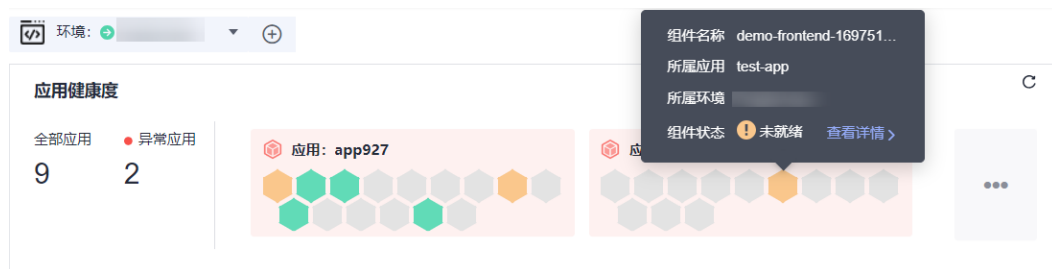 环境:
组件名称 demo-frontend-169751...
所属应用 test-app
所属环境
组件状态 未就绪 查看详情
应用健康度
全部应用 异常应用
9 2
应用：app927
应